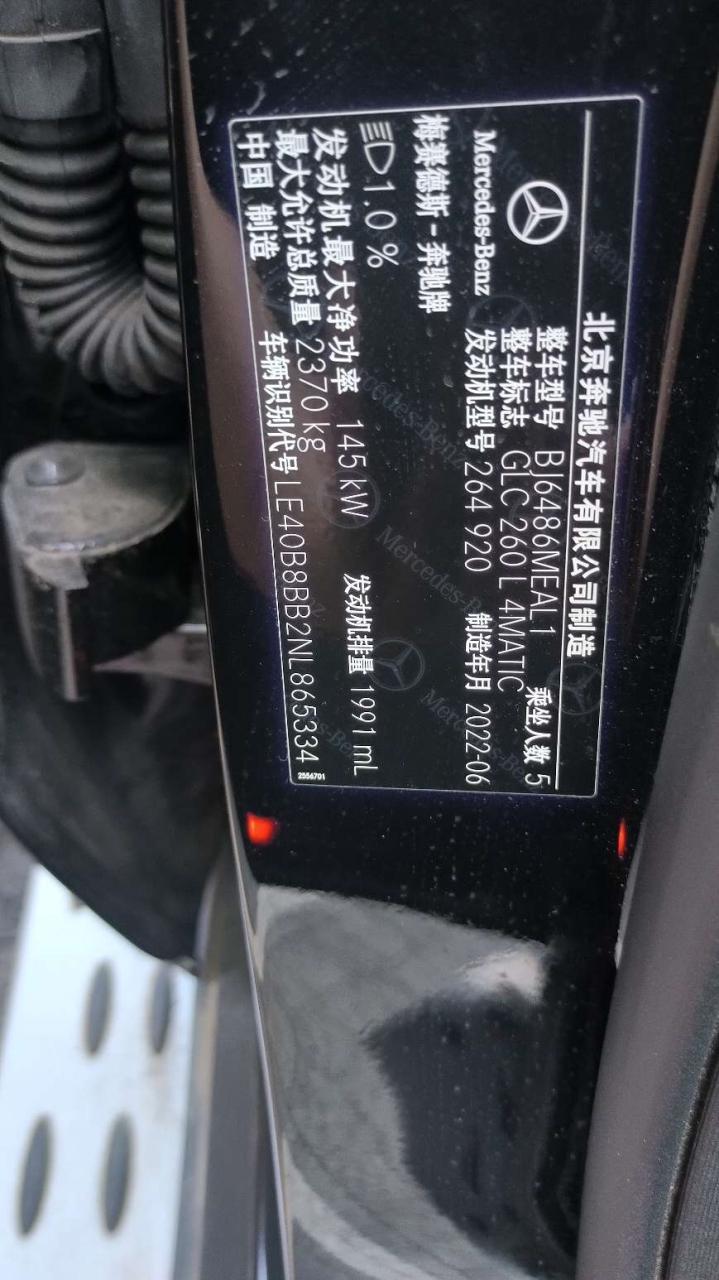 北京奔驰汽车有限公司制造
Mercedes-Benz
整车型号 BJ6486MEAL1 乘坐人数 5
整车标志 GLC 260 L 4MATIC
梅赛德斯-奔驰牌 发动机型号 264 920 制造年月 2022-06
1.0 %
发动机最大净功率 145 kW 发动机排量 1991 mL
最大允许总质量 2370 kg
中国 制造 车辆识别代号 LE40B8BB2NL865334
2556701